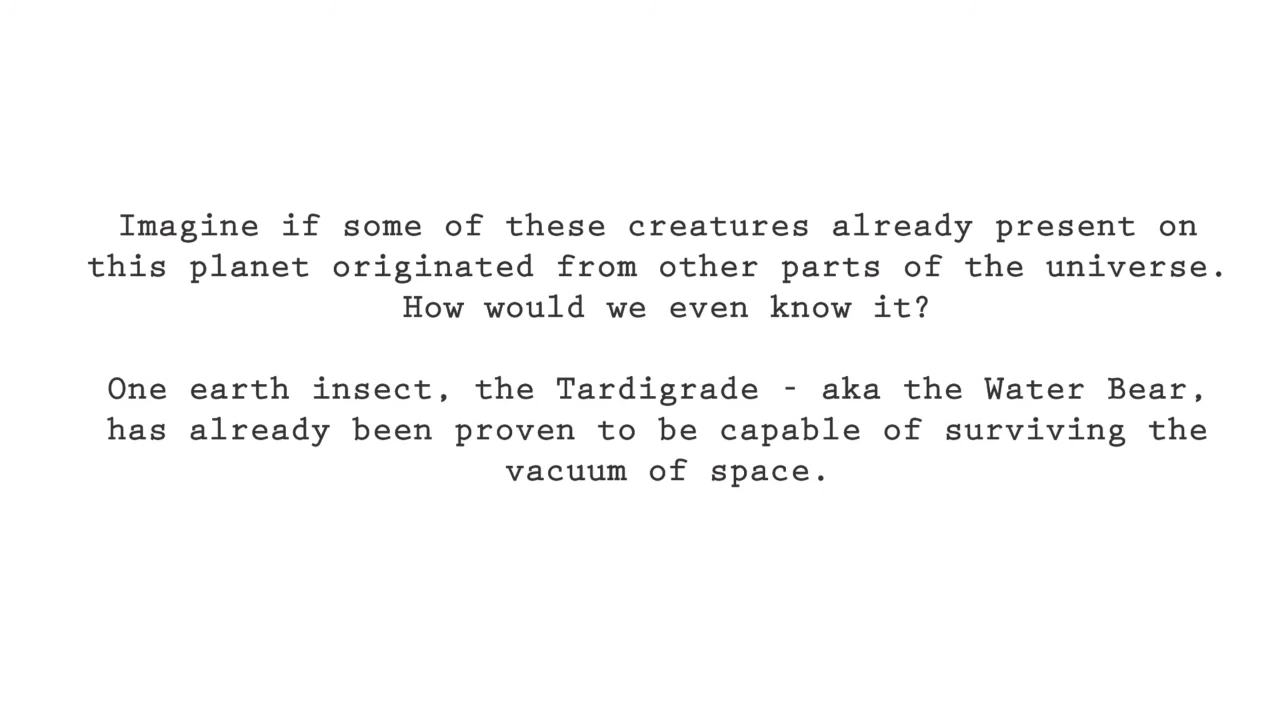 Imagine if some of these creatures already present on
this planet originated from other parts of the universe.
How would we even know it?
One earth insect, the Tardigrade - aka the Water Bear,
has already been proven to be capable of surviving the
vacuum of space.